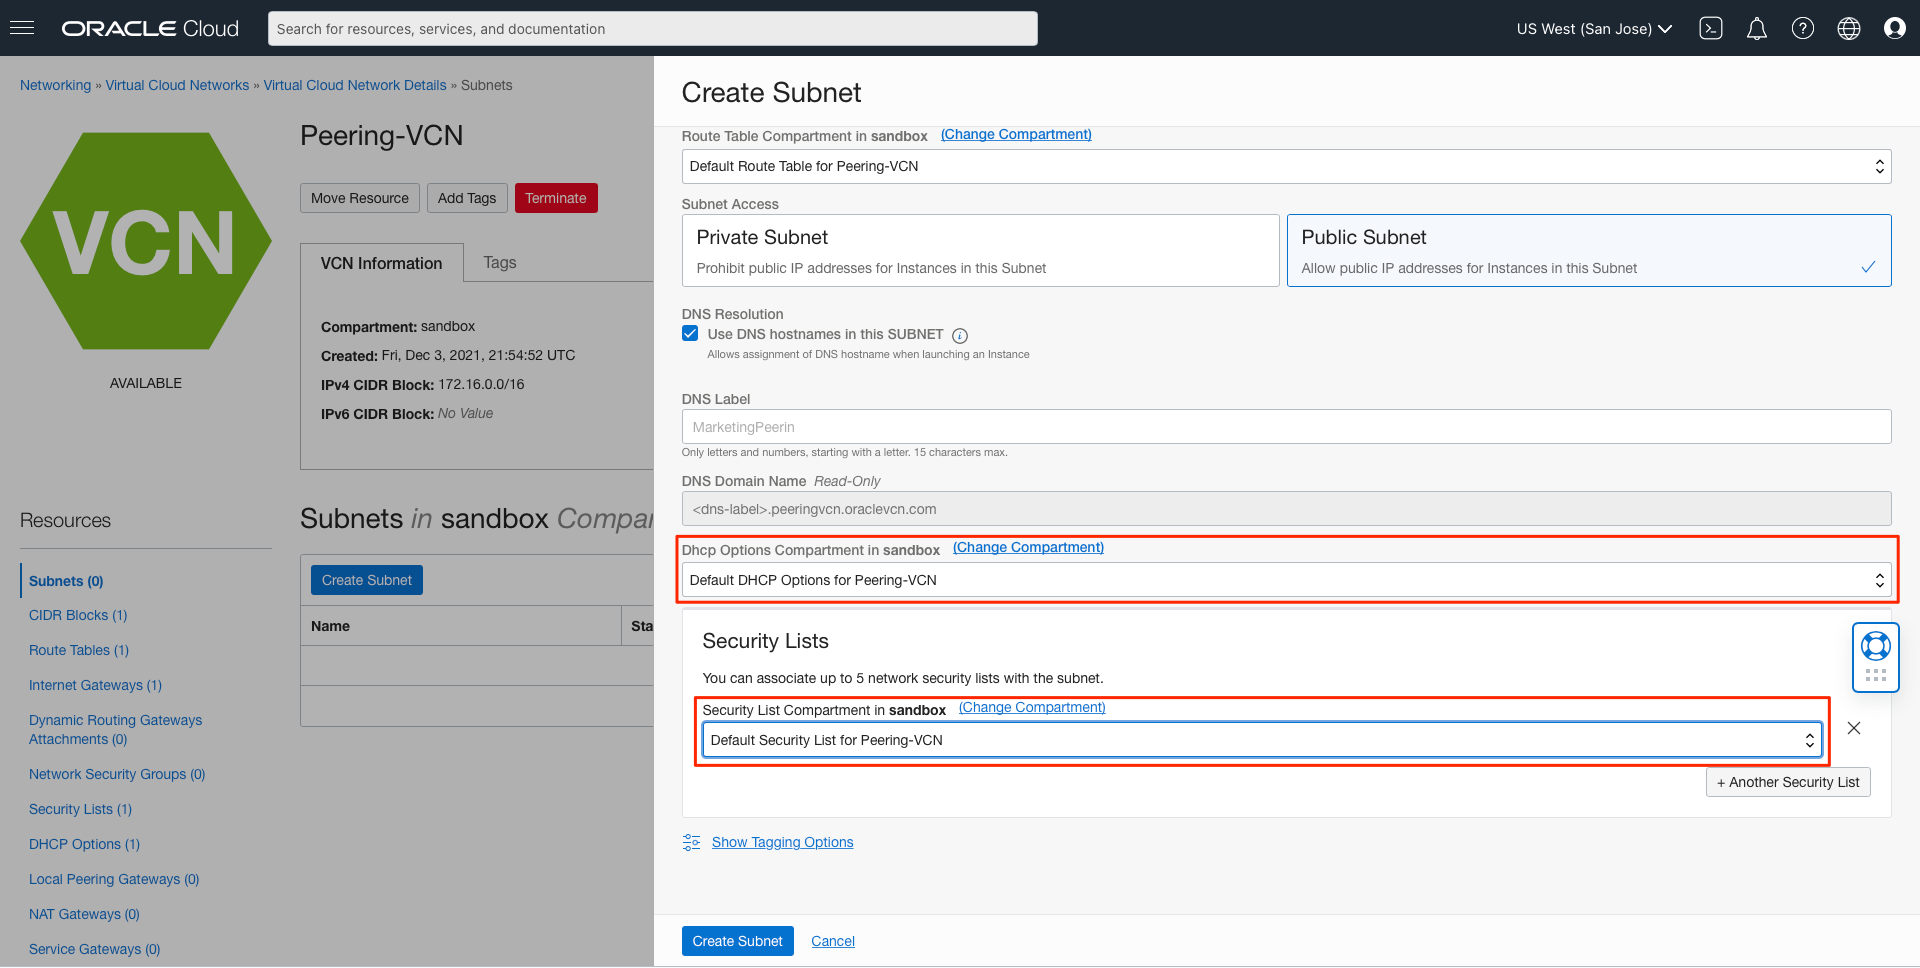 ORACLE Cloud
Search for resources, services, and documentation
US West (San Jose)
Networking » Virtual Cloud Networks » Virtual Cloud Network Details » Subnets
VCN
AVAILABLE
Peering-VCN
Move Resource
Add Tags
Terminate
VCN Information
Tags
Compartment: sandbox
Created: Fri, Dec 3, 2021, 21:54:52 UTC
IPv4 CIDR Block: 172.16.0.0/16
IPv6 CIDR Block: No Value
Resources
Subnets (0)
CIDR Blocks (1)
Route Tables (1)
Internet Gateways (1)
Dynamic Routing Gateways
Attachments (0)
Network Security Groups (0)
Security Lists (1)
DHCP Options (1)
Local Peering Gateways (0)
NAT Gateways (0)
Service Gateways (0)
Subnets in sandbox Compar
Create Subnet
Name
Sta
Create Subnet
Route Table Compartment in sandbox (Change Compartment)
Default Route Table for Peering-VCN
Subnet Access
Private Subnet
Prohibit public IP addresses for Instances in this Subnet
Public Subnet
Allow public IP addresses for Instances in this Subnet
DNS Resolution
Use DNS hostnames in this SUBNET
Allows assignment of DNS hostname when launching an Instance
DNS Label
MarketingPeerin
Only letters and numbers, starting with a letter. 15 characters max.
DNS Domain Name Read-Only
<dns-label>.peeringvcn.oraclevcn.com
Dhcp Options Compartment in sandbox (Change Compartment)
Default DHCP Options for Peering-VCN
Security Lists
You can associate up to 5 network security lists with the subnet.
Security List Compartment in sandbox (Change Compartment)
Default Security List for Peering-VCN
+ Another Security List
Show Tagging Options
Create Subnet
Cancel